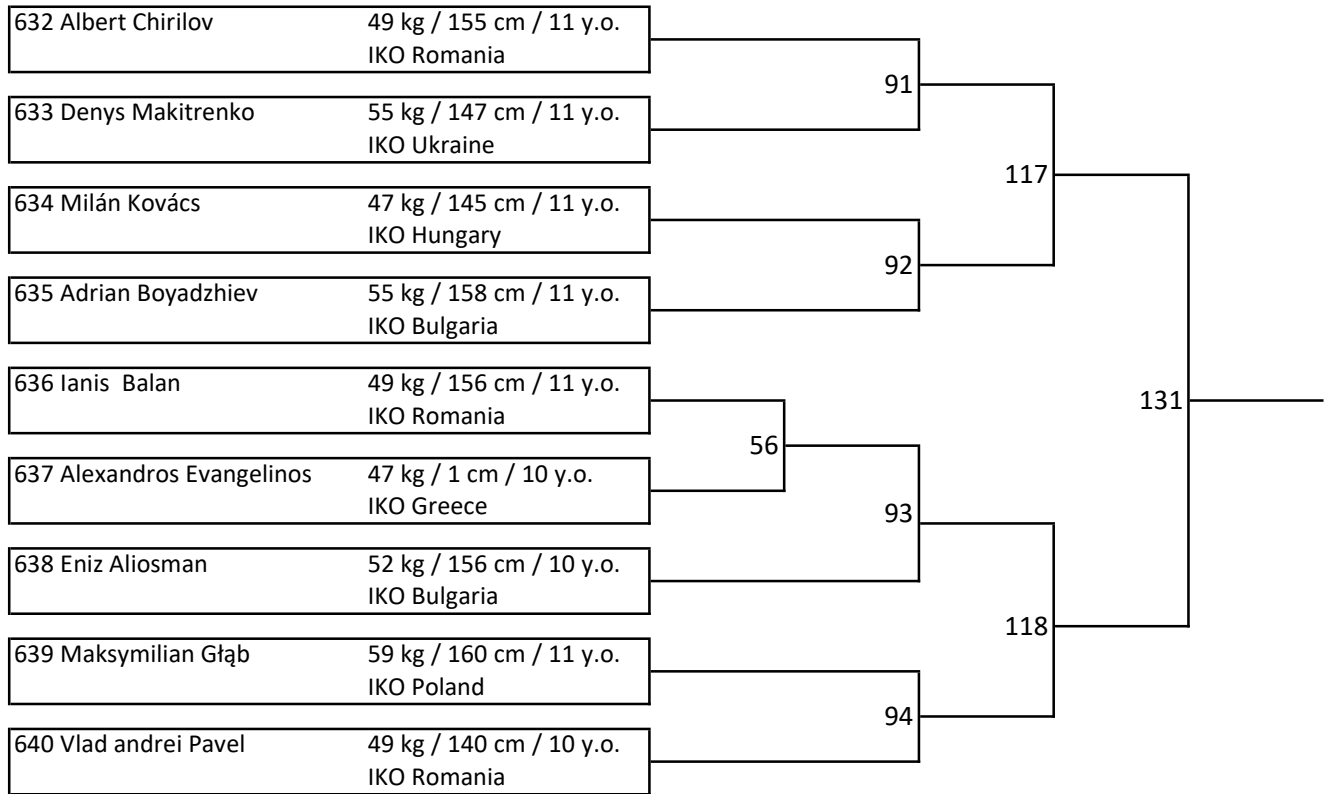 632 Albert Chirilov 49 kg / 155 cm / 11 y.o.
IKO Romania
91
633 Denys Makitrenko 55 kg / 147 cm / 11 y.o.
IKO Ukraine
117
634 Milán Kovács 47 kg / 145 cm / 11 y.o.
IKO Hungary
92
635 Adrian Boyadzhiev 55 kg / 158 cm / 11 y.o.
IKO Bulgaria
636 Ianis  Balan 49 kg / 156 cm / 11 y.o.
IKO Romania
131
56
637 Alexandros Evangelinos 47 kg / 1 cm / 10 y.o.
IKO Greece
93
638 Eniz Aliosman 52 kg / 156 cm / 10 y.o.
IKO Bulgaria
118
639 Maksymilian Głąb 59 kg / 160 cm / 11 y.o.
IKO Poland
94
640 Vlad andrei Pavel 49 kg / 140 cm / 10 y.o.
IKO Romania